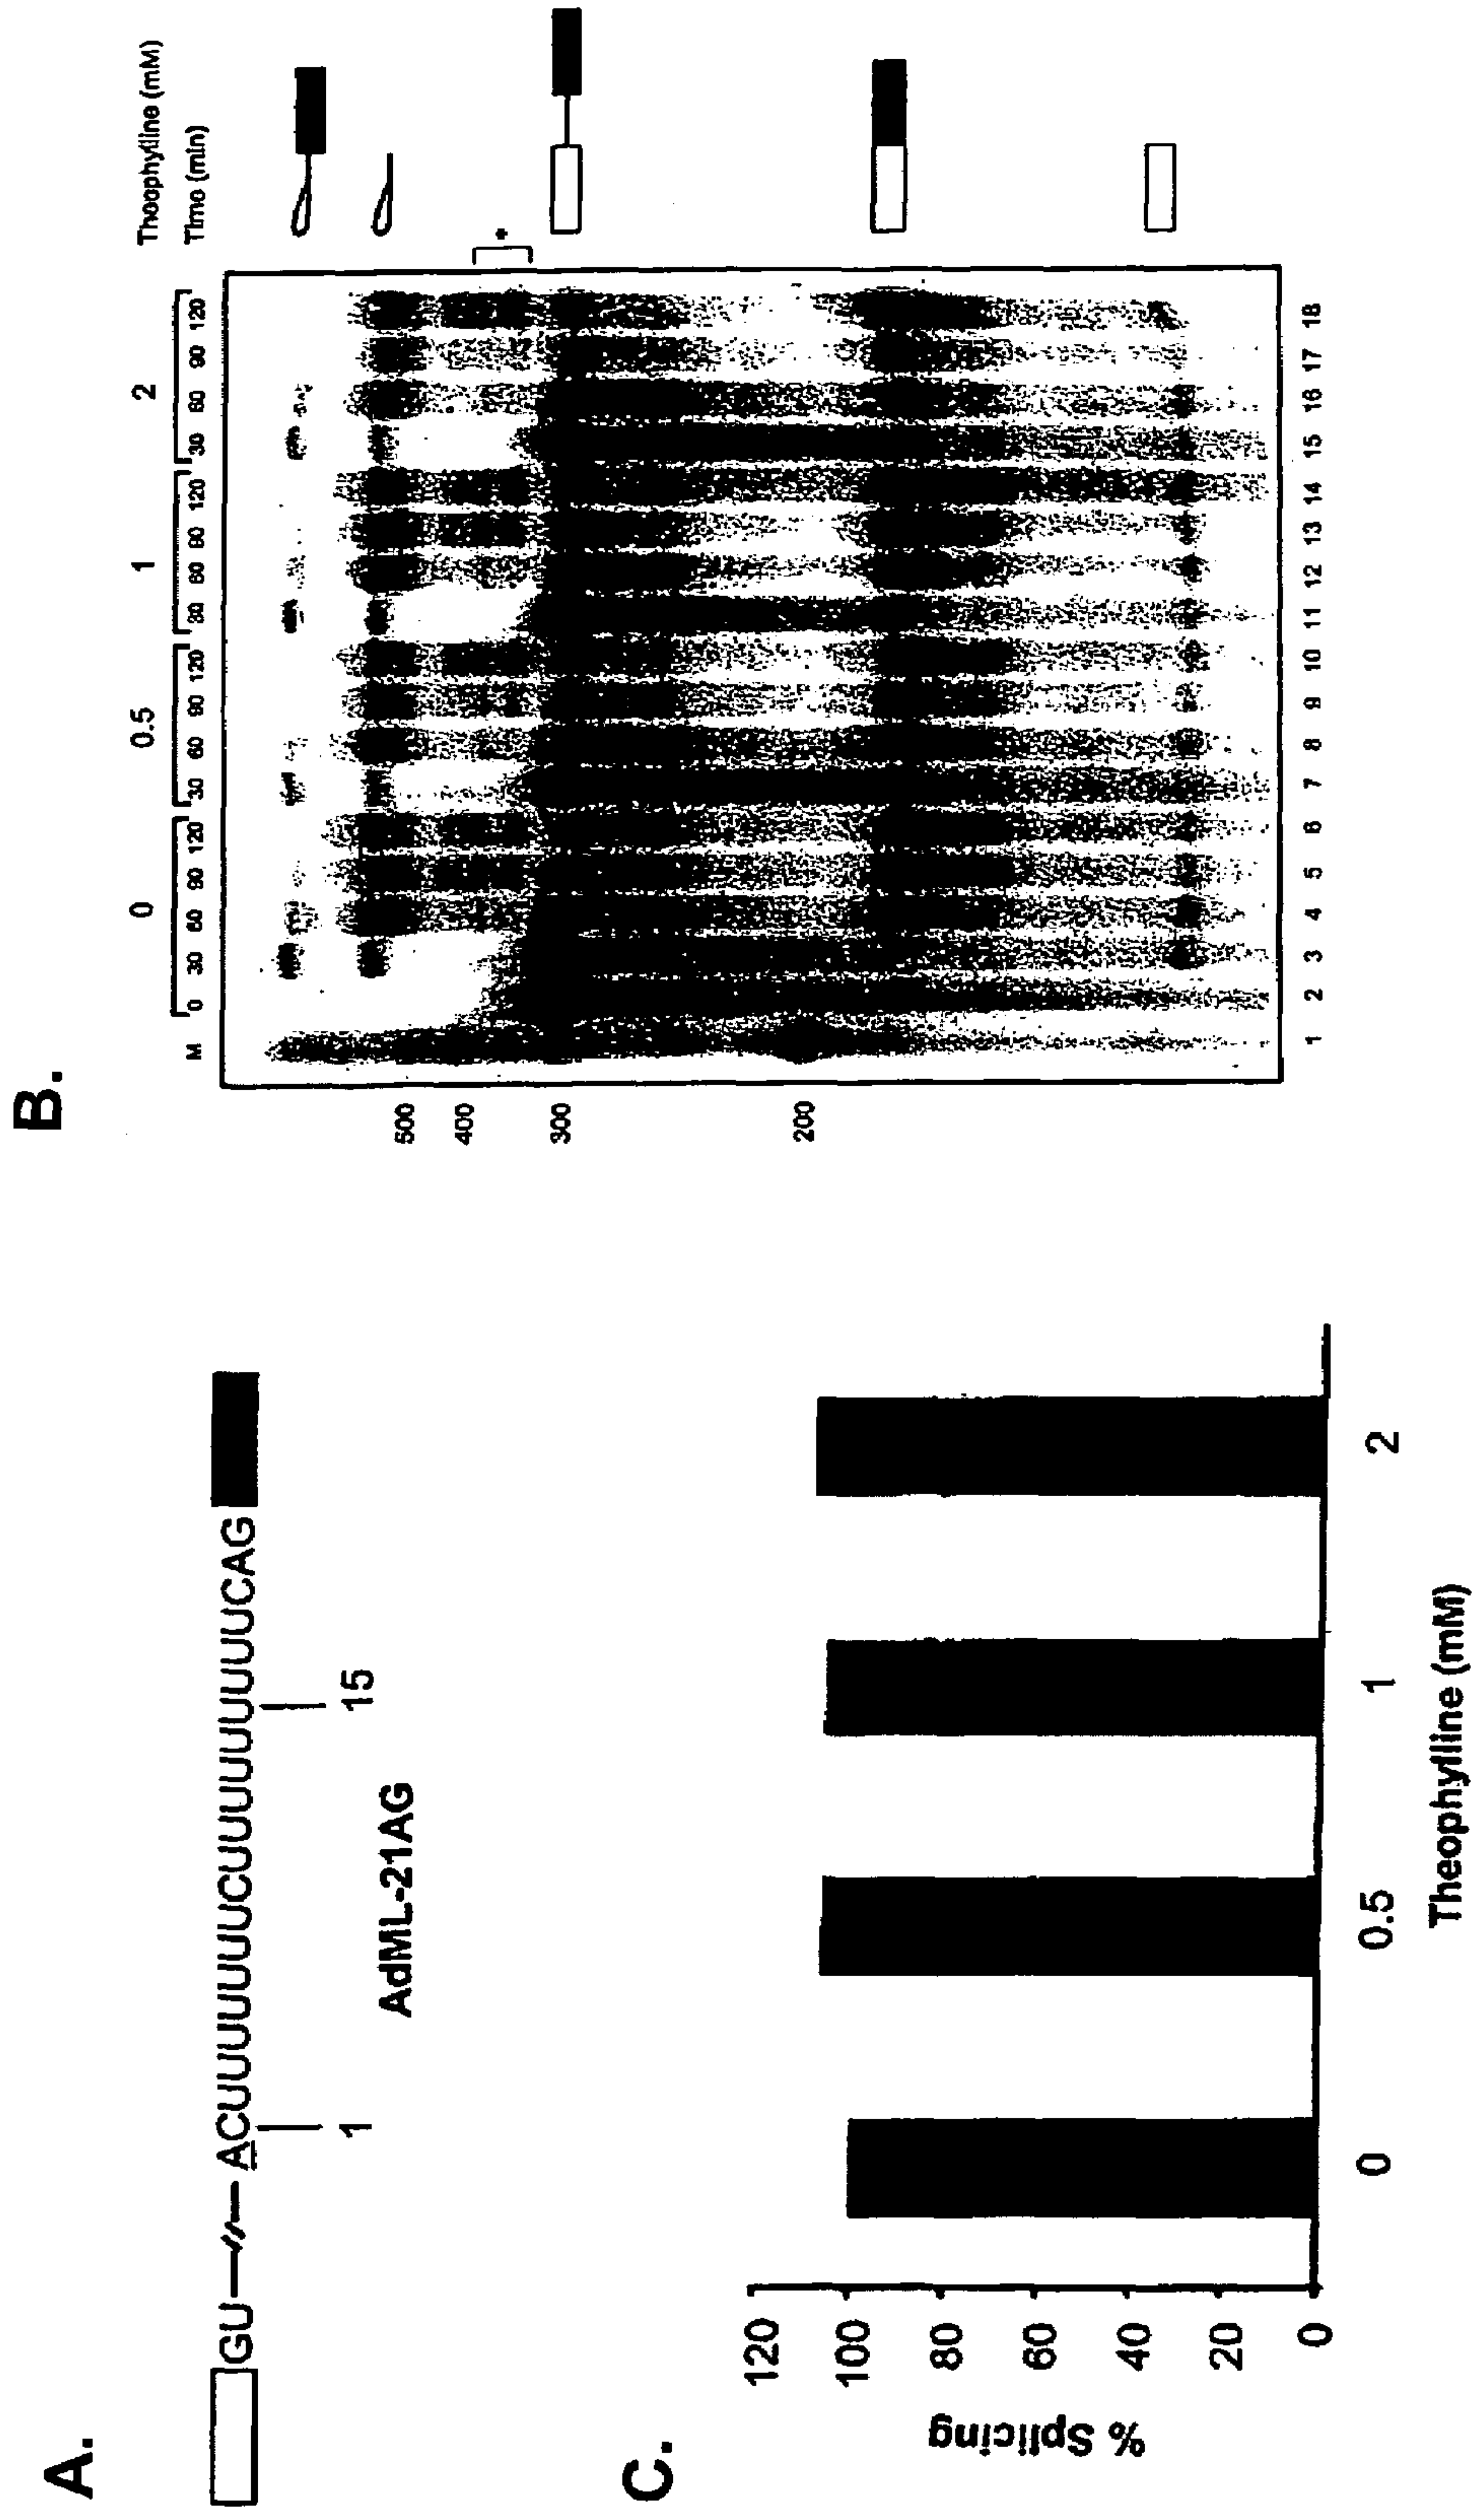 A.
GU ACUUUUUUUCUUUUUUUUUCAG
1 15
AdML-21AG
B.
0 0.5 1 2 Theophylline (mM)
M 0 30 60 90 120 30 60 90 120 30 60 90 120 30 60 90 120 Time (min)
500
400
300
200
*
1 2 3 4 5 6 7 8 9 10 11 12 13 14 15 16 17 18
C.
% Splicing
120
100
80
60
40
20
0
0 0.5 1 2
Theophylline (mM)